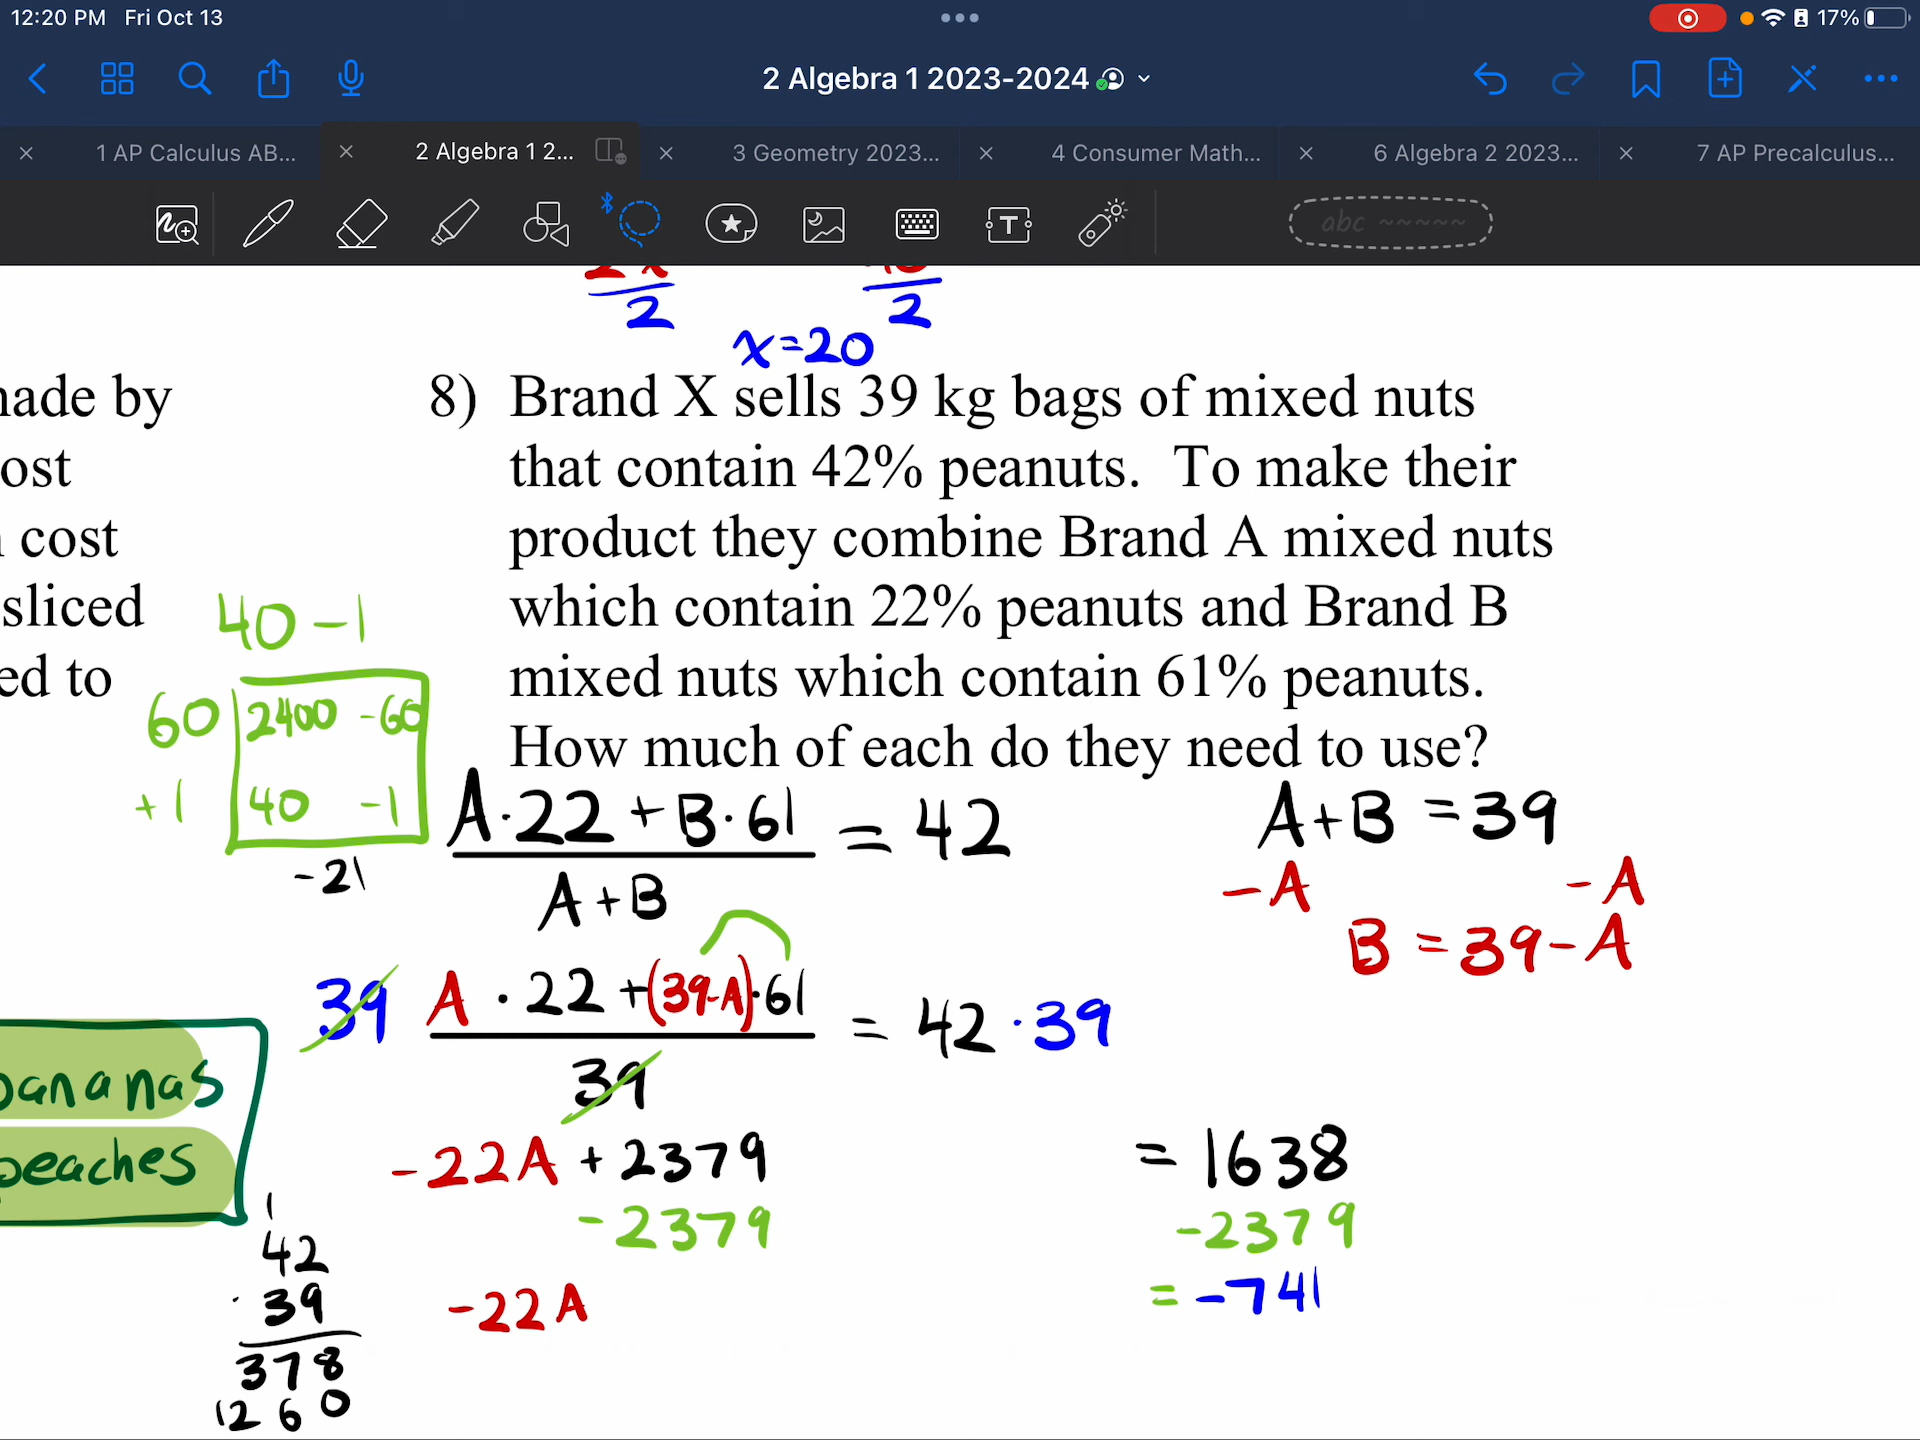 12:20 PM Fri Oct 13
17%
2 Algebra 1 2023-2024
1 AP Calculus AB...
2 Algebra 1 2...
3 Geometry 2023...
4 Consumer Math...
6 Algebra 2 2023...
7 AP Precalculus...
T
abc
2
2
x=20
8) Brand X sells 39 kg bags of mixed nuts
that contain 42% peanuts. To make their
product they combine Brand A mixed nuts
which contain 22% peanuts and Brand B
mixed nuts which contain 61% peanuts.
How much of each do they need to use?
made by
ost
cost
sliced
ed to
40 -1
60 2400 -60
+1 40 -1
-21
A·22 + B·61 = 42
A+B
A+B = 39
-A -A
B = 39-A
39 A · 22 + (39-A)·61 = 42 · 39
39
bananas
peaches
-22A + 2379 = 1638
-2379 -2379
-22A = -741
1
42
· 39
378
1260